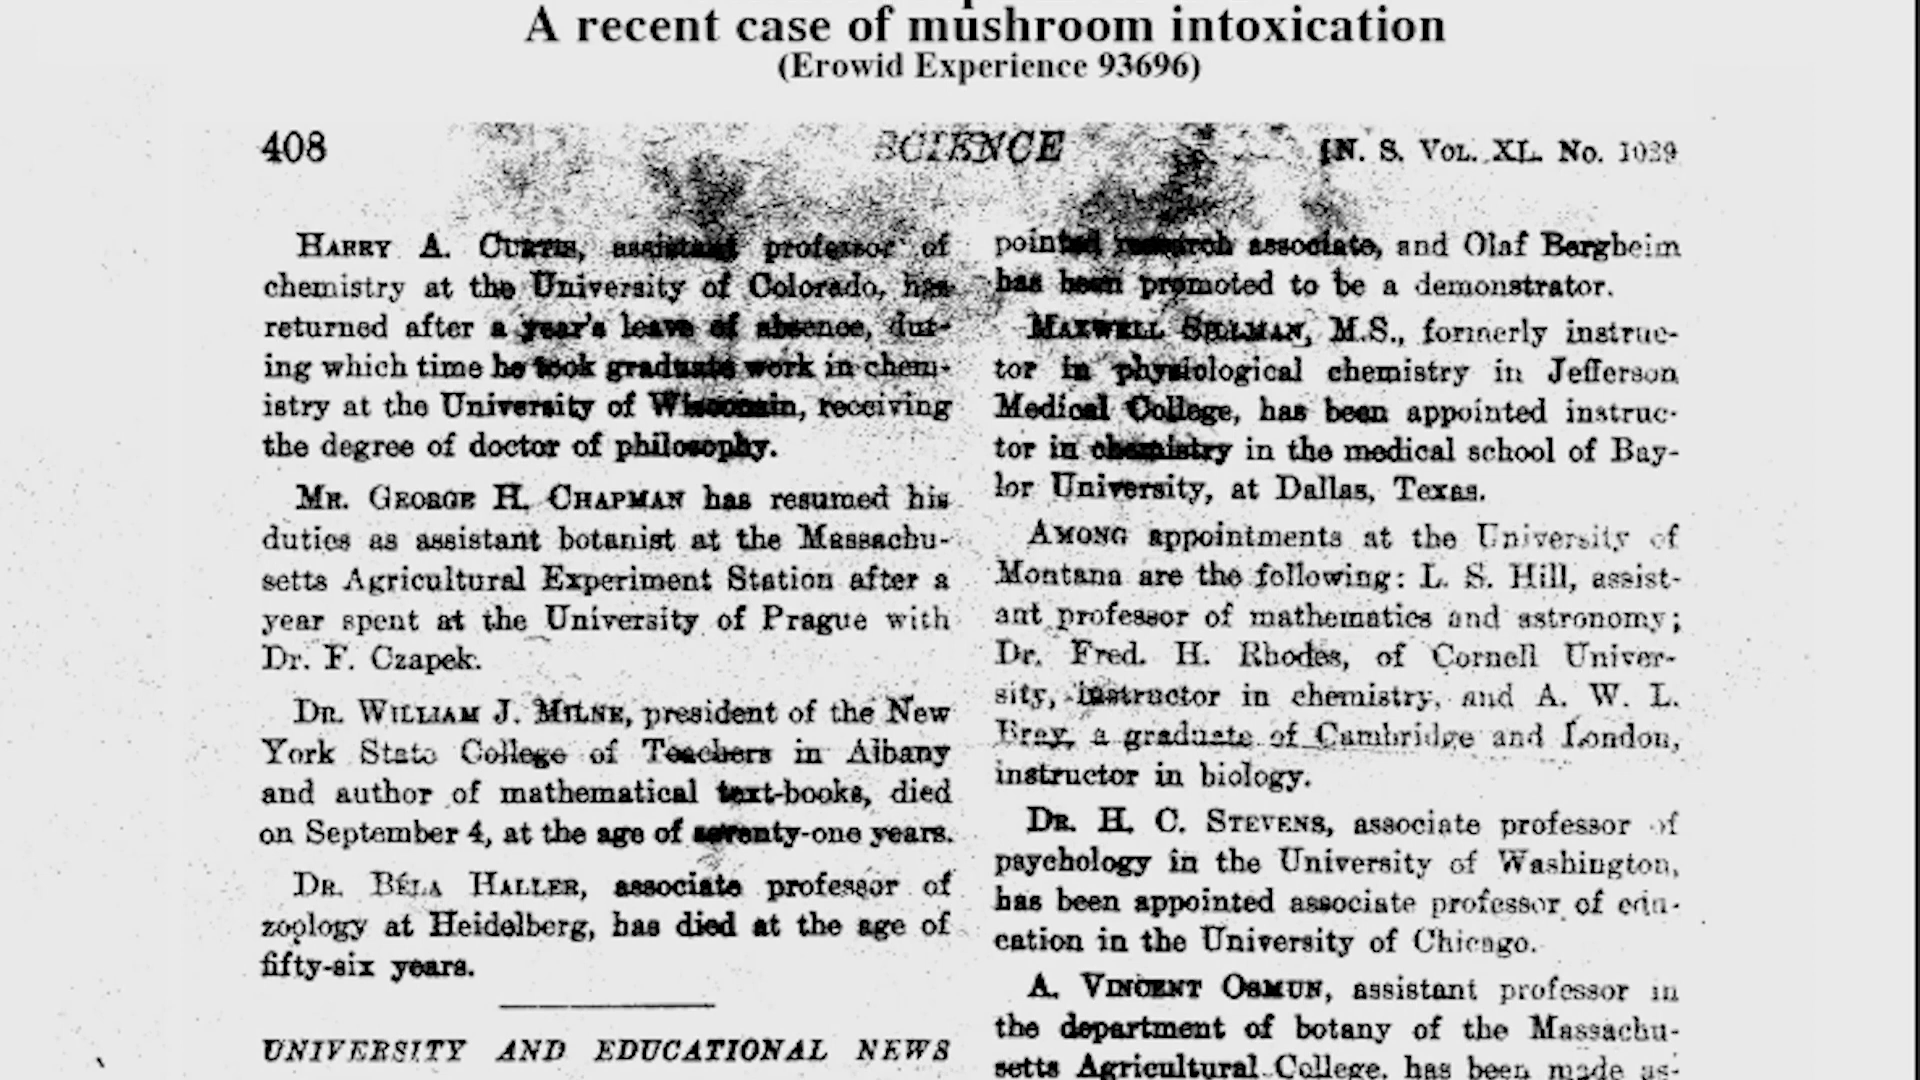 A recent case of mushroom intoxication
(Erowid Experience 93696)
408
SCIENCE
[N. S. VOL. XL. No. 1039
HARRY A. CURTIS, assistant professor of
chemistry at the University of Colorado, has
returned after a year's leave of absence, dur-
ing which time he took graduate work in chem-
istry at the University of Wisconsin, receiving
the degree of doctor of philosophy.
MR. GEORGE H. CHAPMAN has resumed his
duties as assistant botanist at the Massachu-
setts Agricultural Experiment Station after a
year spent at the University of Prague with
Dr. F. Czapek.
DR. WILLIAM J. MILNE, president of the New
York State College of Teachers in Albany
and author of mathematical text-books, died
on September 4, at the age of seventy-one years.
DR. BÉLA HALLER, associate professor of
zoology at Heidelberg, has died at the age of
fifty-six years.
UNIVERSITY AND EDUCATIONAL NEWS
pointed research associate, and Olaf Bergheim
has been promoted to be a demonstrator.
MAXWELL SILLMAN, M.S., formerly instruc-
tor in physiological chemistry in Jefferson
Medical College, has been appointed instruc-
tor in chemistry in the medical school of Bay-
lor University, at Dallas, Texas.
AMONG appointments at the University of
Montana are the following: L. S. Hill, assist-
ant professor of mathematics and astronomy;
Dr. Fred. H. Rhodes, of Cornell Univer-
sity, instructor in chemistry, and A. W. L.
Bray, a graduate of Cambridge and London,
instructor in biology.
DR. H. C. STEVENS, associate professor of
psychology in the University of Washington,
has been appointed associate professor of edu-
cation in the University of Chicago.
A. VINCENT OSMUN, assistant professor in
the department of botany of the Massachu-
setts Agricultural College, has been made as-